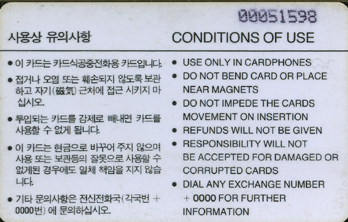 00051598
사용상 유의사항
● 이 카드는 카드식공중전화용 카드입니다.
● 접거나 오염 또는 훼손되지 않도록 보관
하고 자기(磁氣) 근처에 접근 시키지 마
십시오.
● 투입되는 카드를 강제로 빼내면 카드를
사용할 수 없게 됩니다.
● 이 카드는 현금으로 바꾸어 주지 않으며
사용 또는 보관등의 잘못으로 사용할 수
없게된 경우에도 일체 책임을 지지 않습
니다.
● 기타 문의사항은 전신전화국(각국번 +
0000번)에 문의하십시오.
CONDITIONS OF USE
● USE ONLY IN CARDPHONES
● DO NOT BEND CARD OR PLACE
NEAR MAGNETS
● DO NOT IMPEDE THE CARDS
MOVEMENT ON INSERTION
● REFUNDS WILL NOT BE GIVEN
● RESPONSIBILITY WILL NOT
BE ACCEPTED FOR DAMAGED OR
CORRUPTED CARDS
● DIAL ANY EXCHANGE NUMBER
+ 0000 FOR FURTHER
INFORMATION